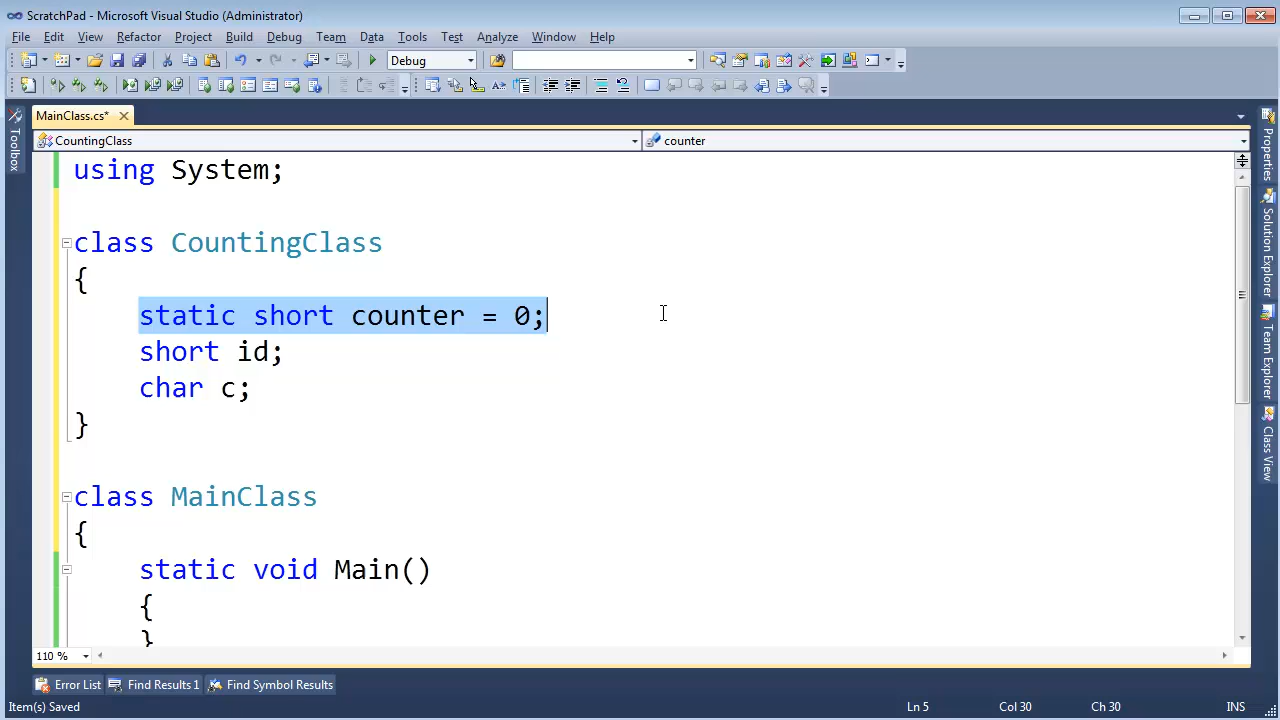 ScratchPad - Microsoft Visual Studio (Administrator)
File Edit View Refactor Project Build Debug Team Data Tools Test Analyze Window Help
Debug
MainClass.cs*
CountingClass counter
using System;
class CountingClass
{
static short counter = 0;
short id;
char c;
}
class MainClass
{
static void Main()
{
}
110 %
Error List Find Results 1 Find Symbol Results
Item(s) Saved Ln 5 Col 30 Ch 30 INS
Toolbox
Properties
Solution Explorer
Team Explorer
Class View